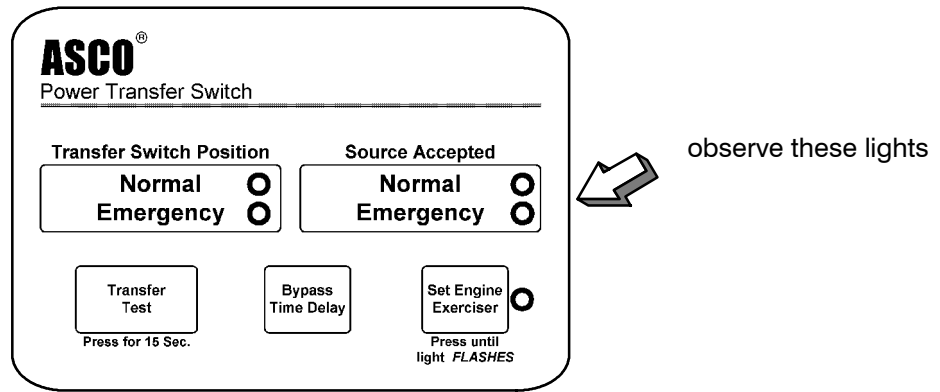 ASCO®
Power Transfer Switch
Transfer Switch Position
Normal
Emergency
Source Accepted
Normal
Emergency
observe these lights
Transfer
Test
Press for 15 Sec.
Bypass
Time Delay
Set Engine
Exerciser
Press until
light FLASHES